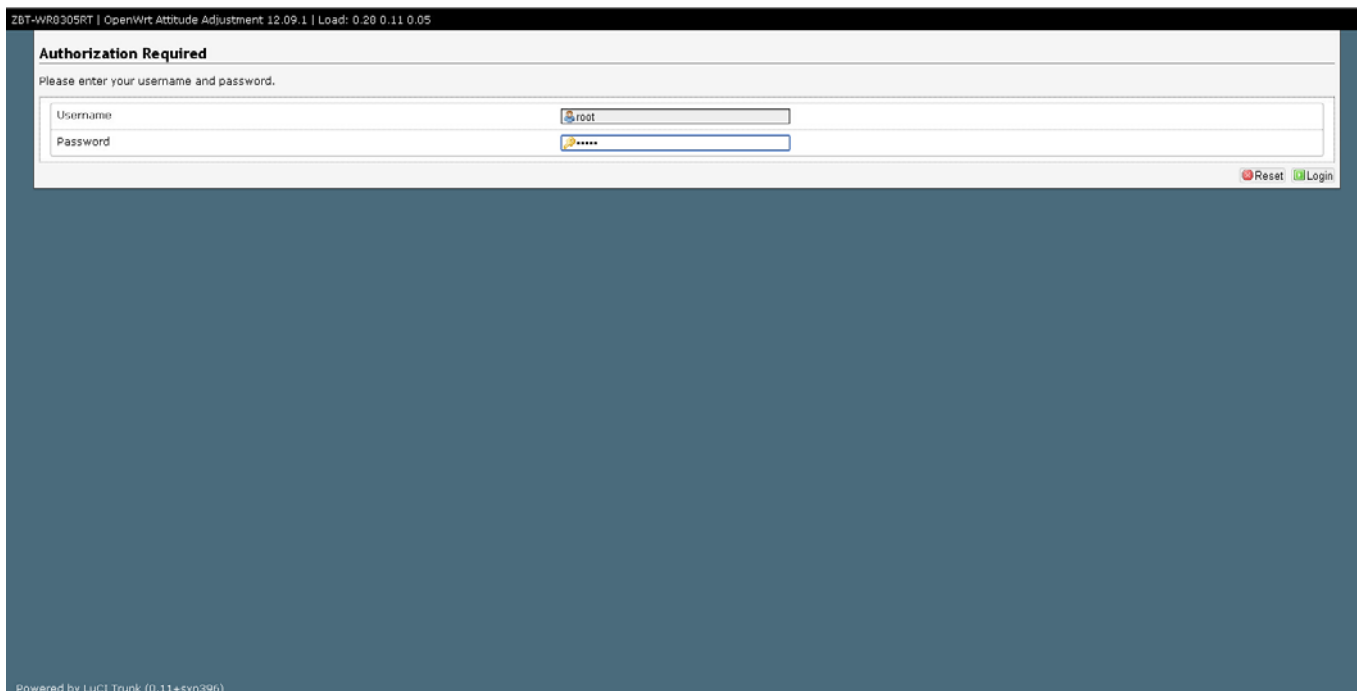 ZBT-WR8305RT | OpenWrt Attitude Adjustment 12.09.1 | Load: 0.20 0.11 0.05
Authorization Required
Please enter your username and password.
Username
root
Password
•••••
Reset Login
Powered by LuCI Trunk (0.11+svn396)